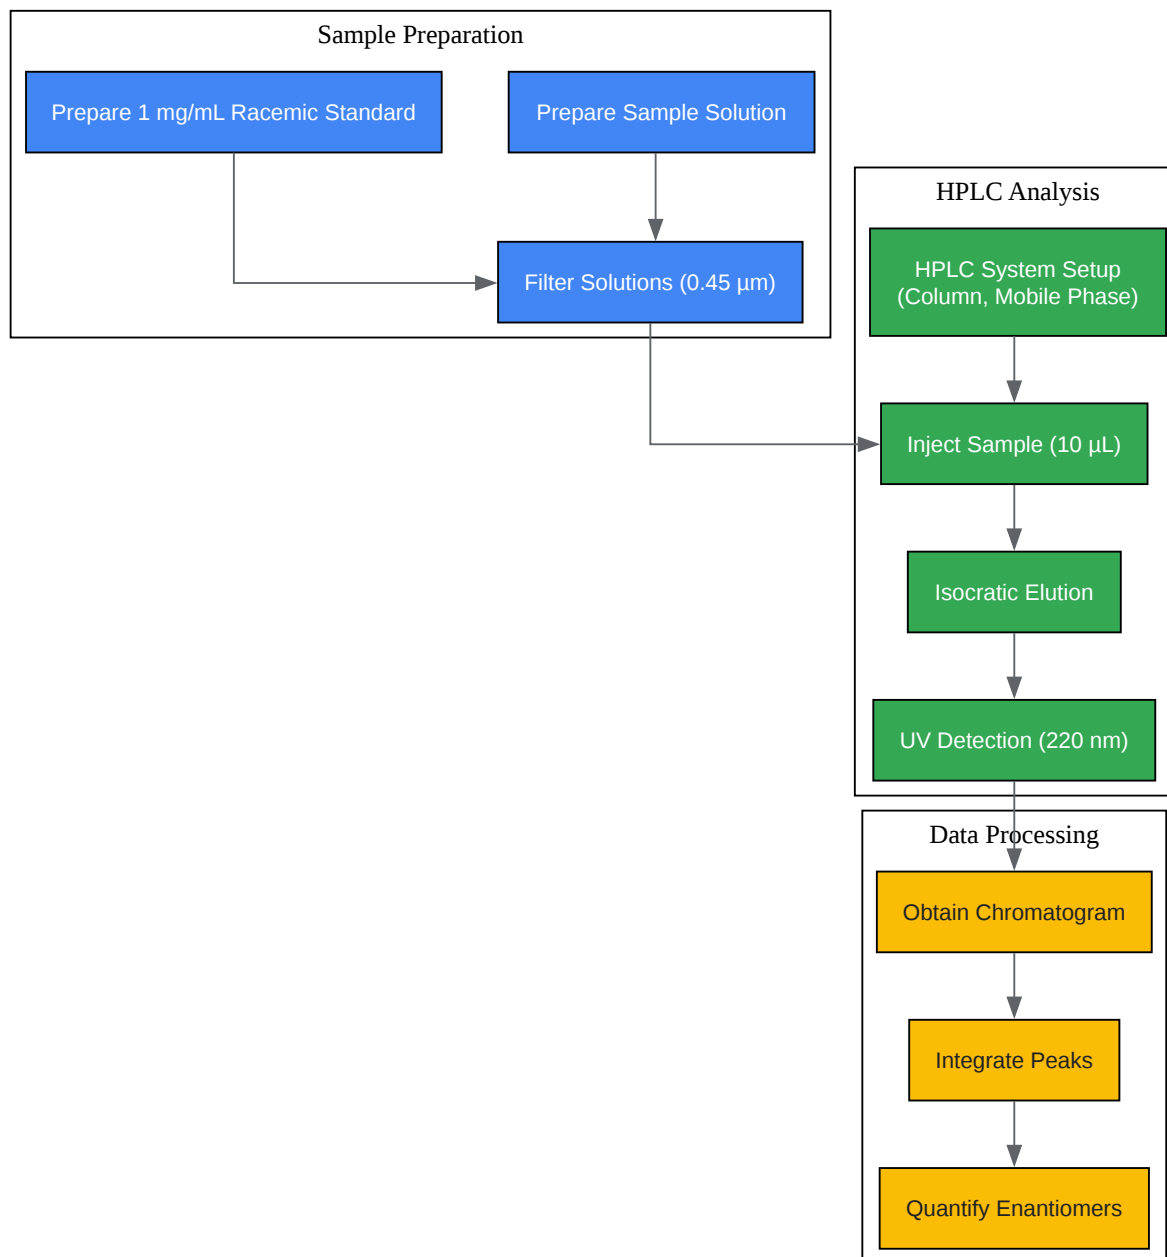 Sample Preparation
Prepare 1 mg/mL Racemic Standard
Prepare Sample Solution
Filter Solutions (0.45 µm)
HPLC Analysis
HPLC System Setup
(Column, Mobile Phase)
Inject Sample (10 µL)
Isocratic Elution
UV Detection (220 nm)
Data Processing
Obtain Chromatogram
Integrate Peaks
Quantify Enantiomers